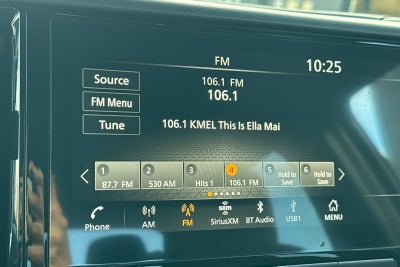 FM
10:25
Source
106.1 FM
106.1
FM Menu
Tune
106.1 KMEL This Is Ella Mai
1 2 3 4 5 Hold to Save 6 Hold to Save
87.7 FM 530 AM Hits 1 106.1 FM
Phone AM FM SiriusXM BT Audio USB1 MENU